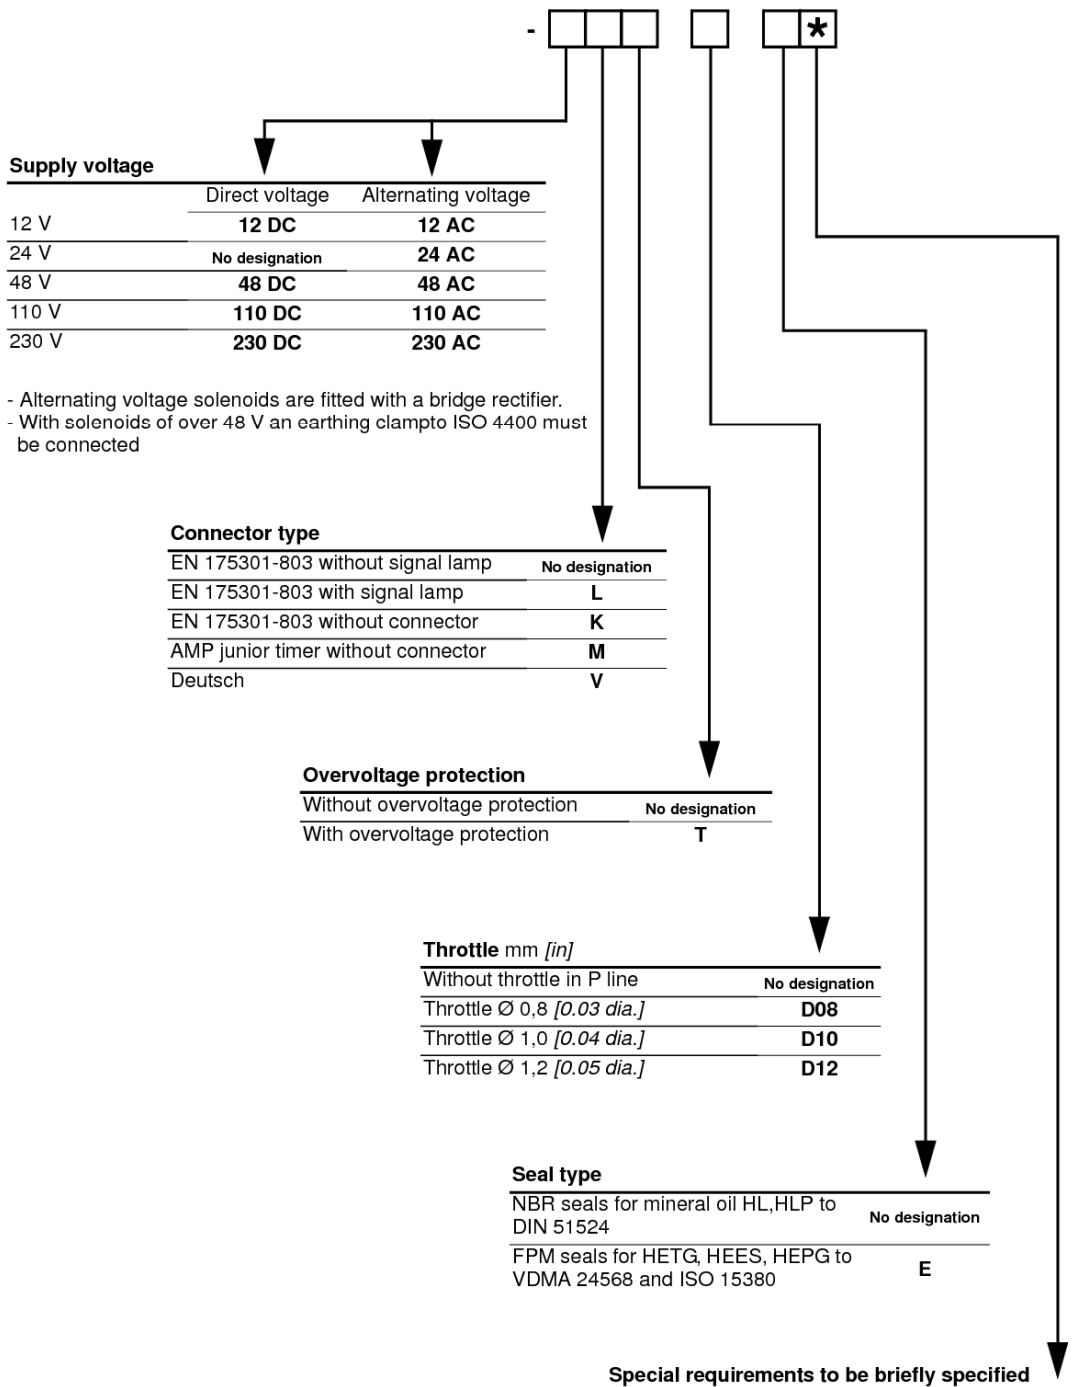 - *
Supply voltage
Direct voltage Alternating voltage
12 V 12 DC 12 AC
24 V No designation 24 AC
48 V 48 DC 48 AC
110 V 110 DC 110 AC
230 V 230 DC 230 AC
- Alternating voltage solenoids are fitted with a bridge rectifier.
- With solenoids of over 48 V an earthing clampto ISO 4400 must
be connected
Connector type
EN 175301-803 without signal lamp No designation
EN 175301-803 with signal lamp L
EN 175301-803 without connector K
AMP junior timer without connector M
Deutsch V
Overvoltage protection
Without overvoltage protection No designation
With overvoltage protection T
Throttle mm [in]
Without throttle in P line No designation
Throttle Ø 0,8 [0.03 dia.] D08
Throttle Ø 1,0 [0.04 dia.] D10
Throttle Ø 1,2 [0.05 dia.] D12
Seal type
NBR seals for mineral oil HL,HLP to
DIN 51524 No designation
FPM seals for HETG, HEES, HEPG to
VDMA 24568 and ISO 15380 E
Special requirements to be briefly specified